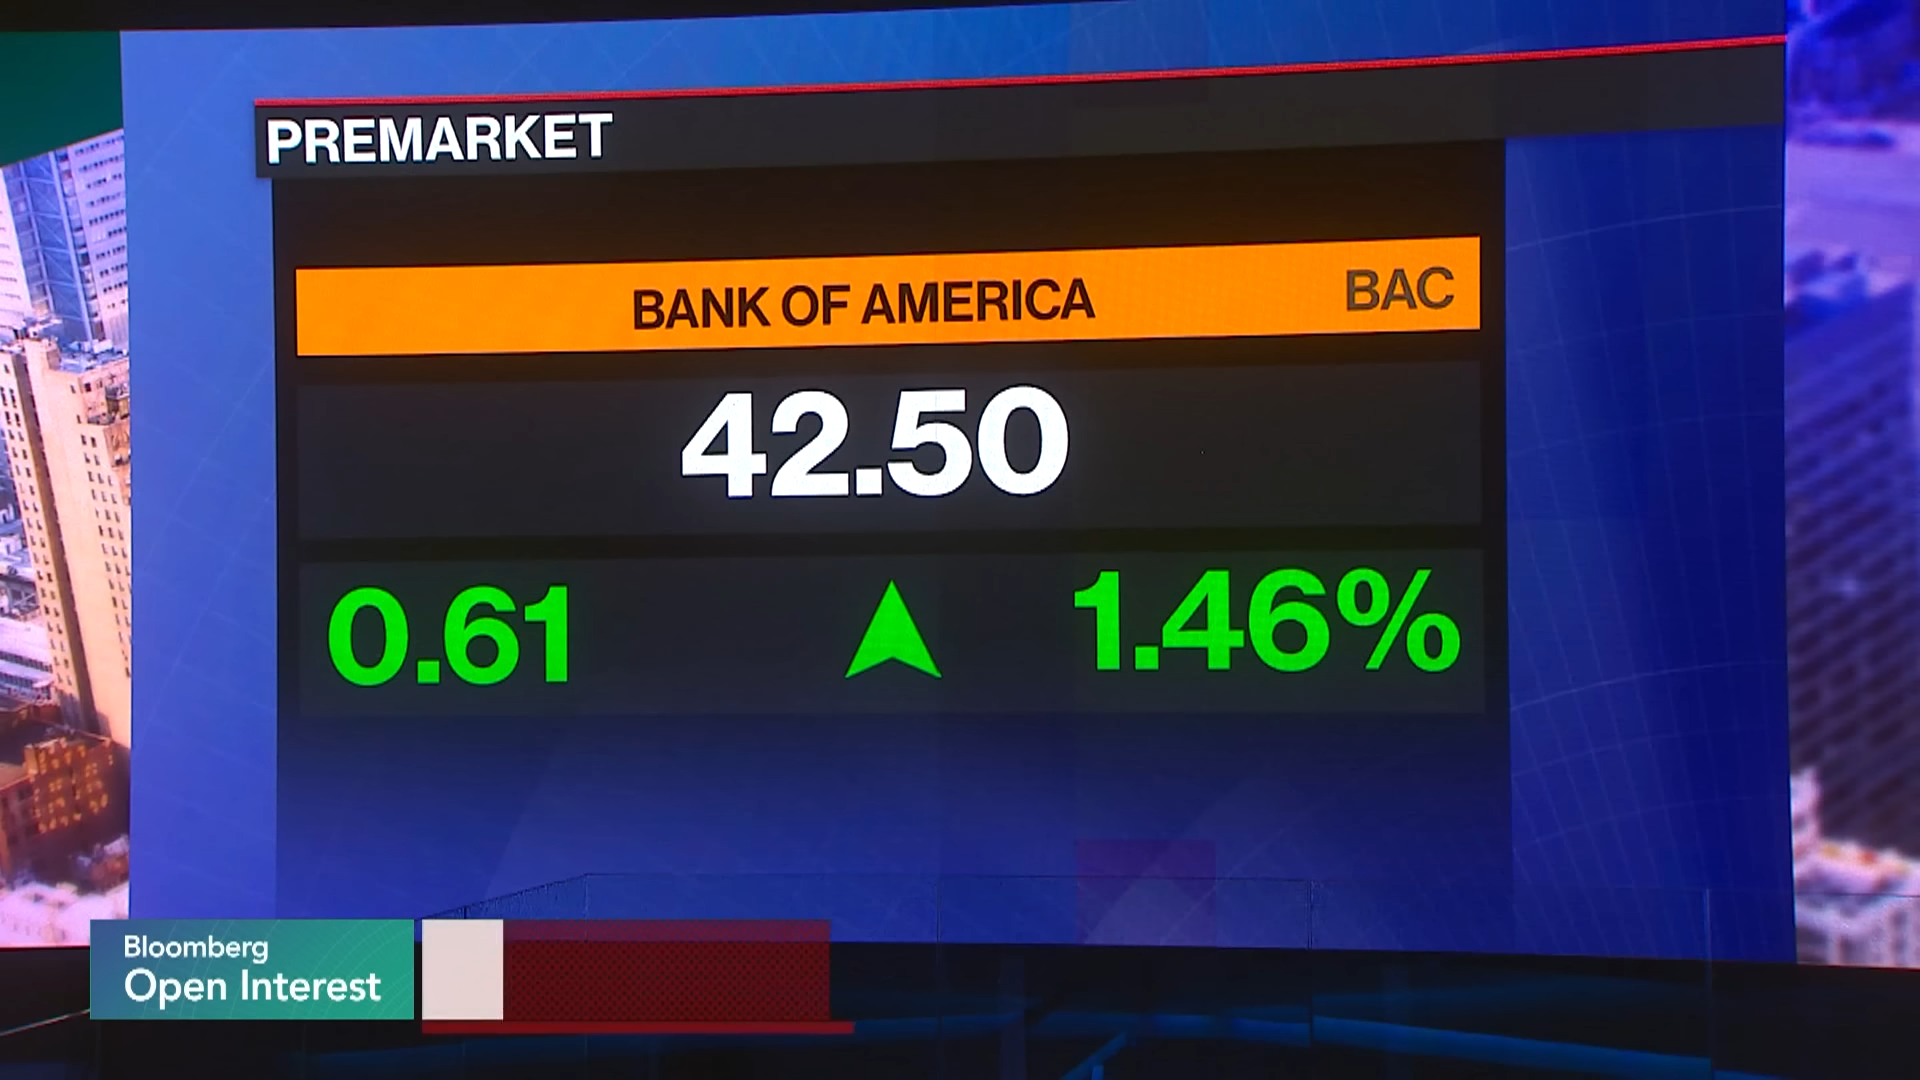 PREMARKET
BANK OF AMERICA BAC
42.50
0.61 1.46%
Bloomberg
Open Interest